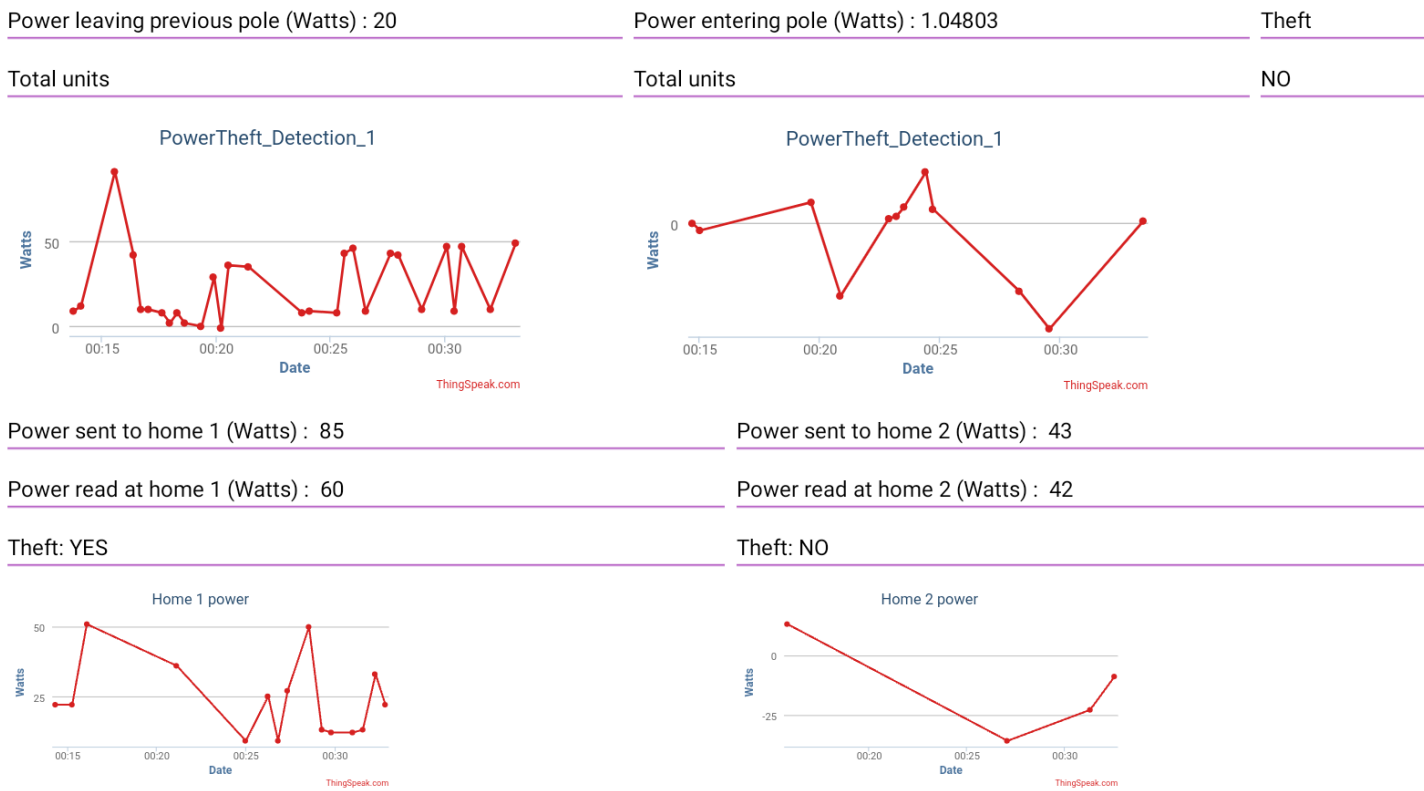 Power leaving previous pole (Watts) : 20
Power entering pole (Watts) : 1.04803
Theft
Total units
Total units
NO
PowerTheft_Detection_1
Watts
50
0
00:15
00:20
00:25
00:30
Date
ThingSpeak.com
PowerTheft_Detection_1
Watts
0
00:15
00:20
00:25
00:30
Date
ThingSpeak.com
Power sent to home 1 (Watts) : 85
Power sent to home 2 (Watts) : 43
Power read at home 1 (Watts) : 60
Power read at home 2 (Watts) : 42
Theft: YES
Theft: NO
Home 1 power
Watts
50
25
00:15
00:20
00:25
00:30
Date
ThingSpeak.com
Home 2 power
Watts
0
-25
00:20
00:25
00:30
Date
ThingSpeak.com